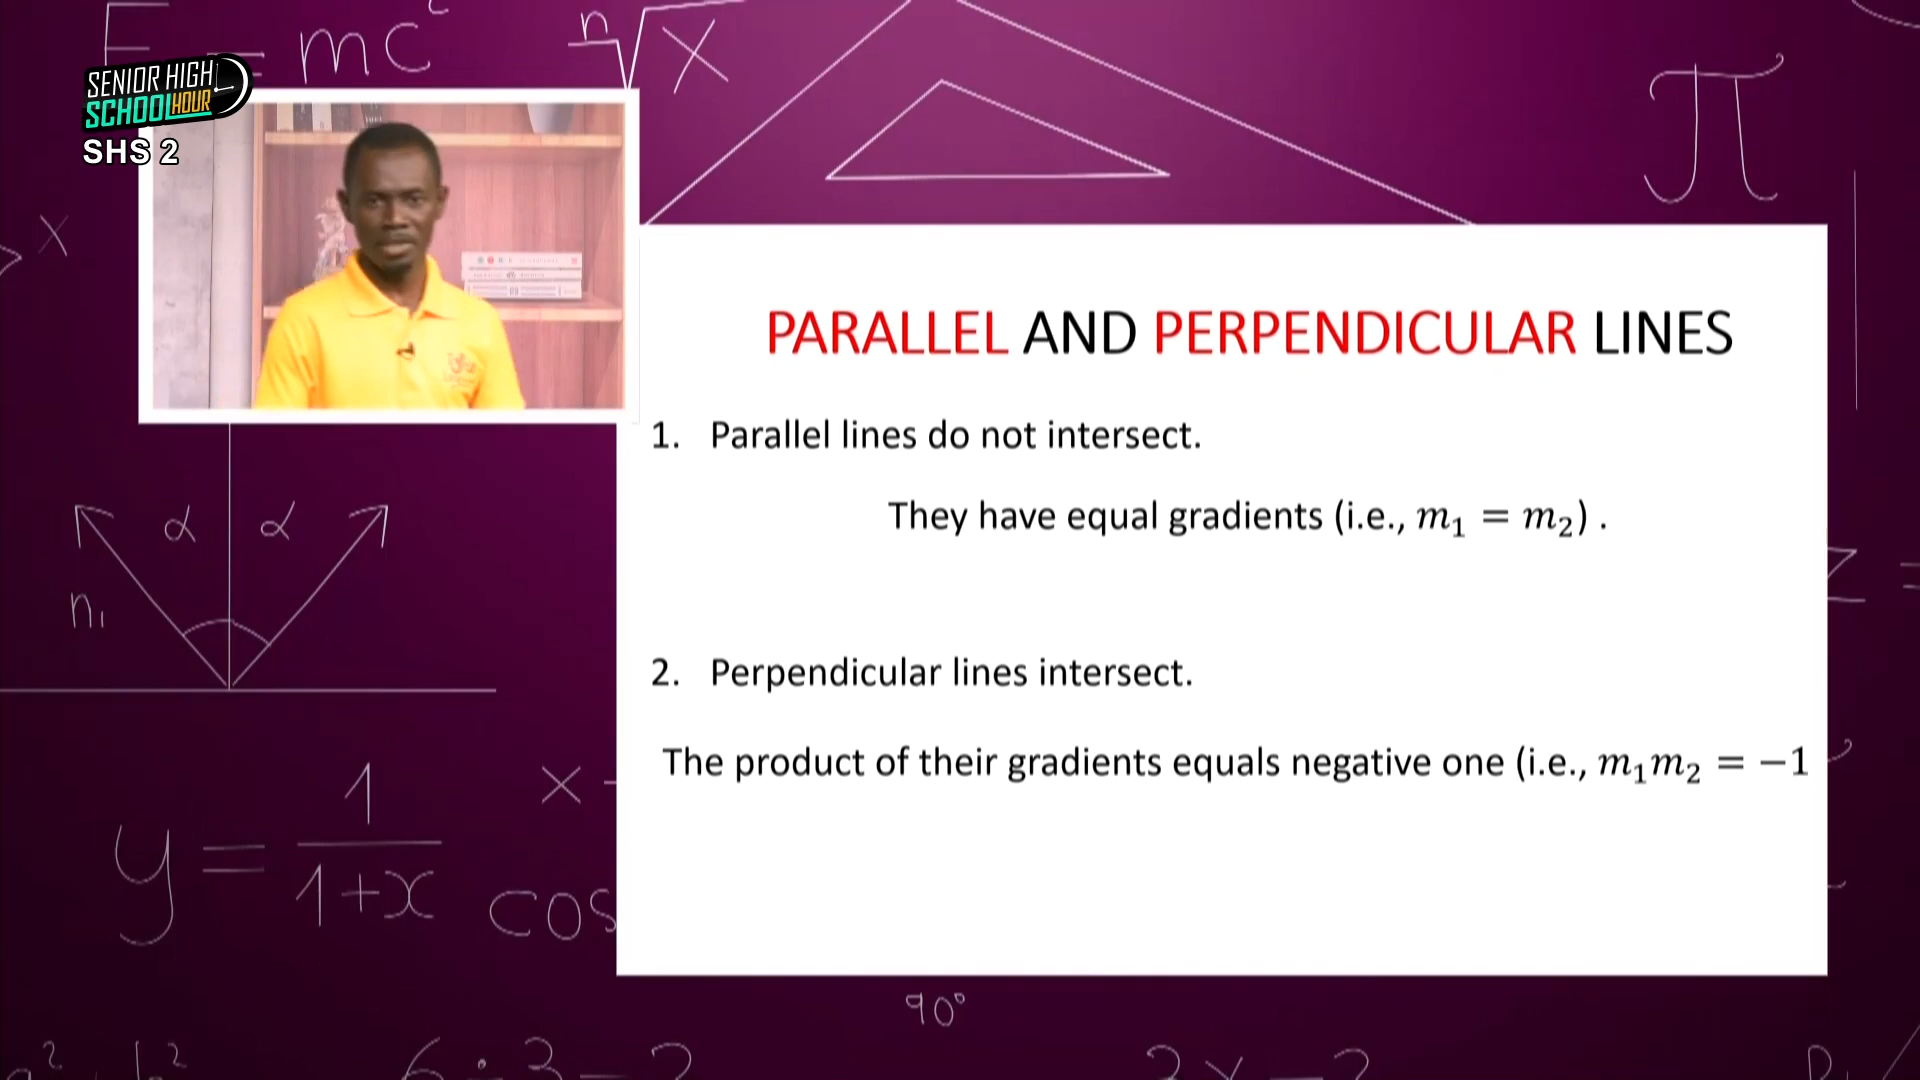 E = mc²
ⁿ√x
π
SENIOR HIGH
SCHOOL HOUR
SHS 2
x
PARALLEL AND PERPENDICULAR LINES
1. Parallel lines do not intersect.
They have equal gradients (i.e., m₁ = m₂) .
α α
n₁
2. Perpendicular lines intersect.
The product of their gradients equals negative one (i.e., m₁m₂ = −1
y = 1/1+x
x -
cos
90°